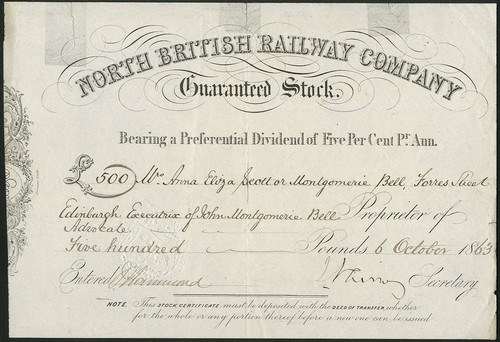 NORTH BRITISH RAILWAY COMPANY
Guaranteed Stock.
Bearing a Preferential Dividend of Five Per Cent Pr. Ann.
£500 Mrs Anna Eliza Scott or Montgomerie Bell, Forres Street
Edinburgh Executrix of John Montgomerie Bell Proprietor of
Advocate
Five hundred Pounds 6 October 1863
Entered Secretary
NOTE. This STOCK CERTIFICATE must be deposited with the DEED OF TRANSFER, whether
for the whole or any portion thereof before a new one can be issued